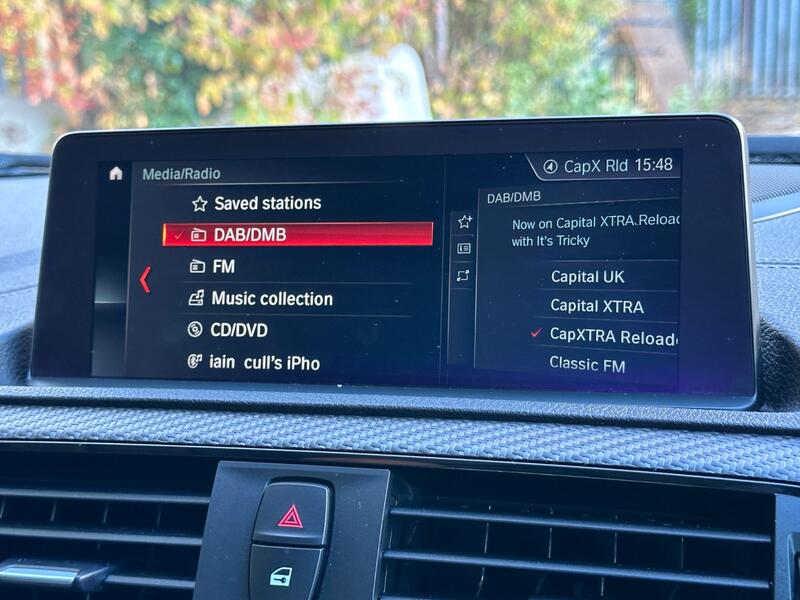 Media/Radio
Saved stations
DAB/DMB
FM
Music collection
CD/DVD
iain cull's iPho
CapX Rld 15:48
DAB/DMB
Now on Capital XTRA.Reload
with It's Tricky
Capital UK
Capital XTRA
CapXTRA Reload
Classic FM